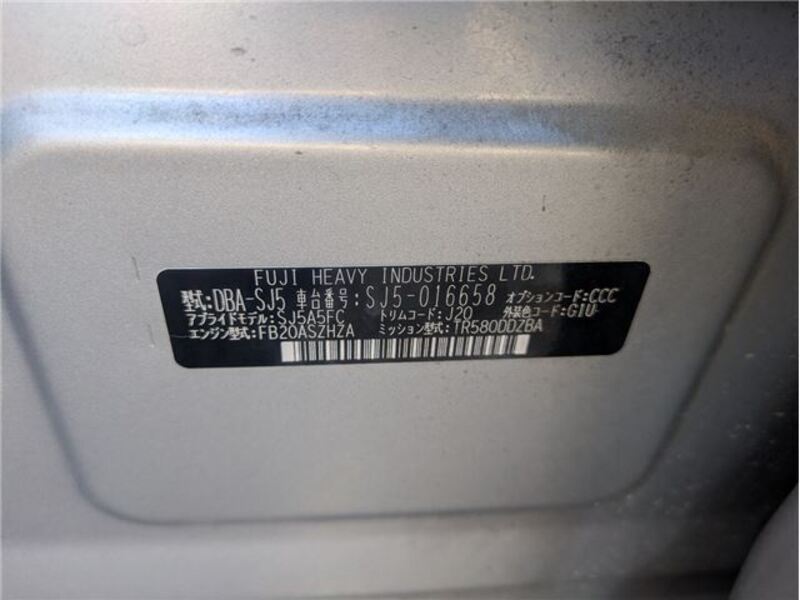 FUJI HEAVY INDUSTRIES LTD.
型式:DBA-SJ5 車台番号:SJ5-016658 オプションコード:CCC
アプライドモデル:SJ5A5FC トリムコード:J20 外装色コード:G1U
エンジン型式:FB20ASZHZA ミッション型式:TR580DDZBA